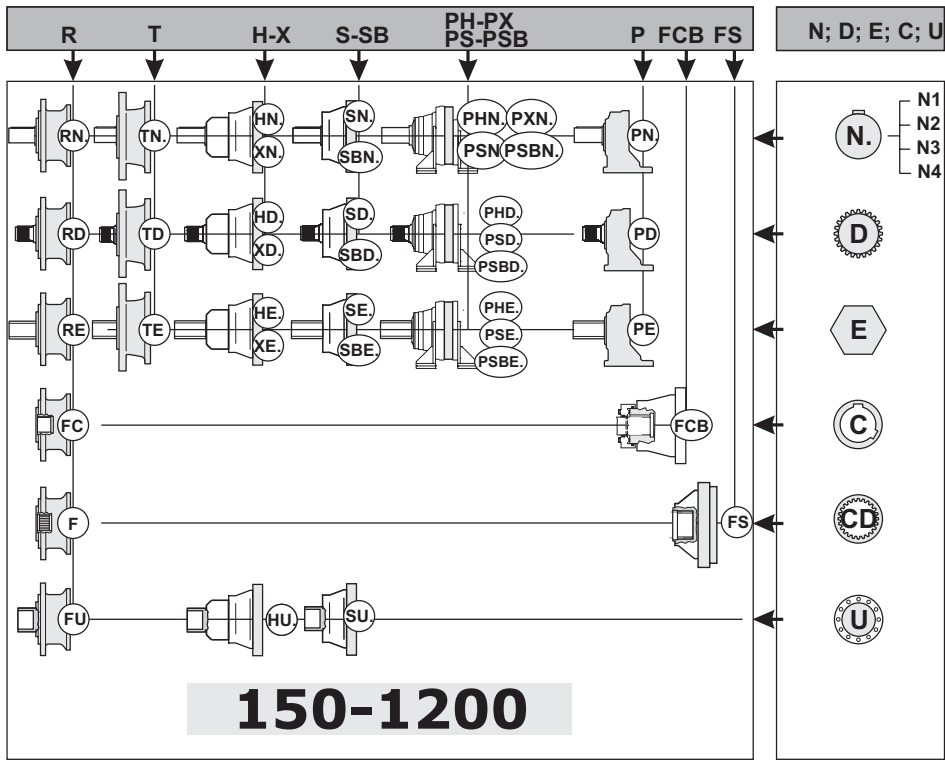 R T H-X S-SB PH-PX P FCB FS N; D; E; C; U
PS-PSB
RN. TN. HN. SN. PHN. PXN. PN. N. N1
XN. SBN. PSN PSBN. N2
N3
N4
RD TD HD. SD. PHD. PD D
XD. SBD. PSD.
PSBD.
RE TE HE. SE. PHE. PE E
XE. SBE. PSE.
PSBE.
FC FCB C
F FS CD
FU HU. SU. U
150-1200